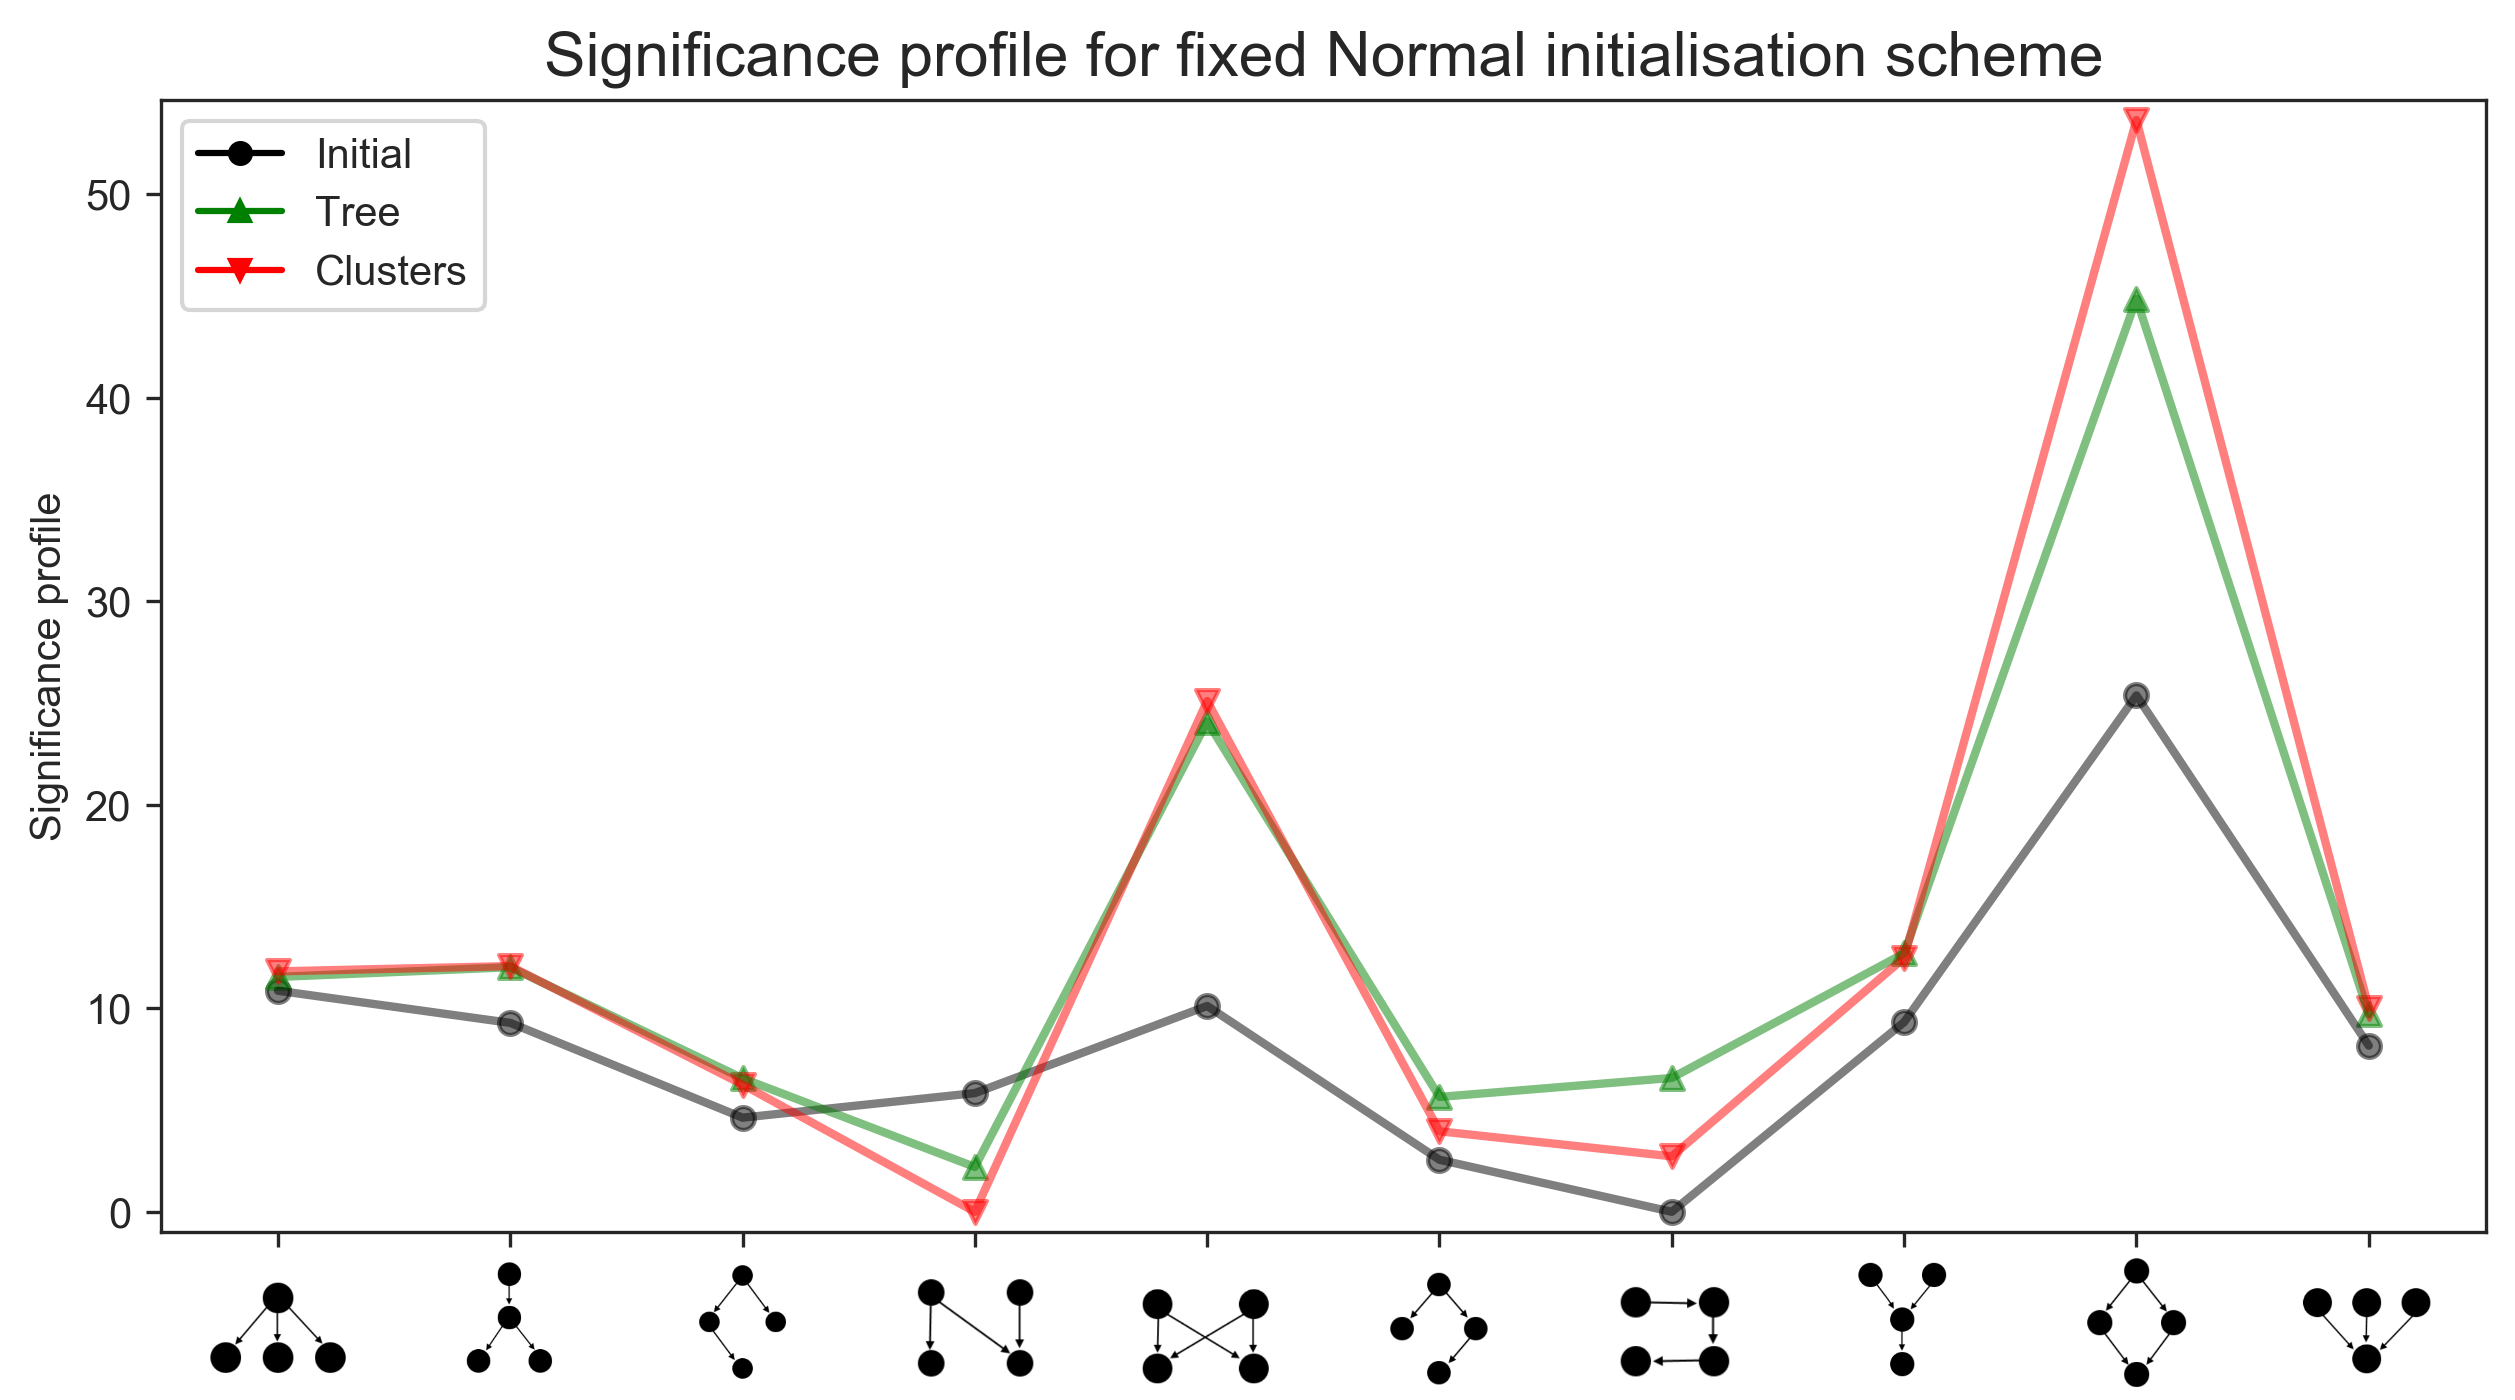 Significance profile for fixed Normal initialisation scheme
Initial
Tree
Clusters
Significance profile
50
40
30
20
10
0